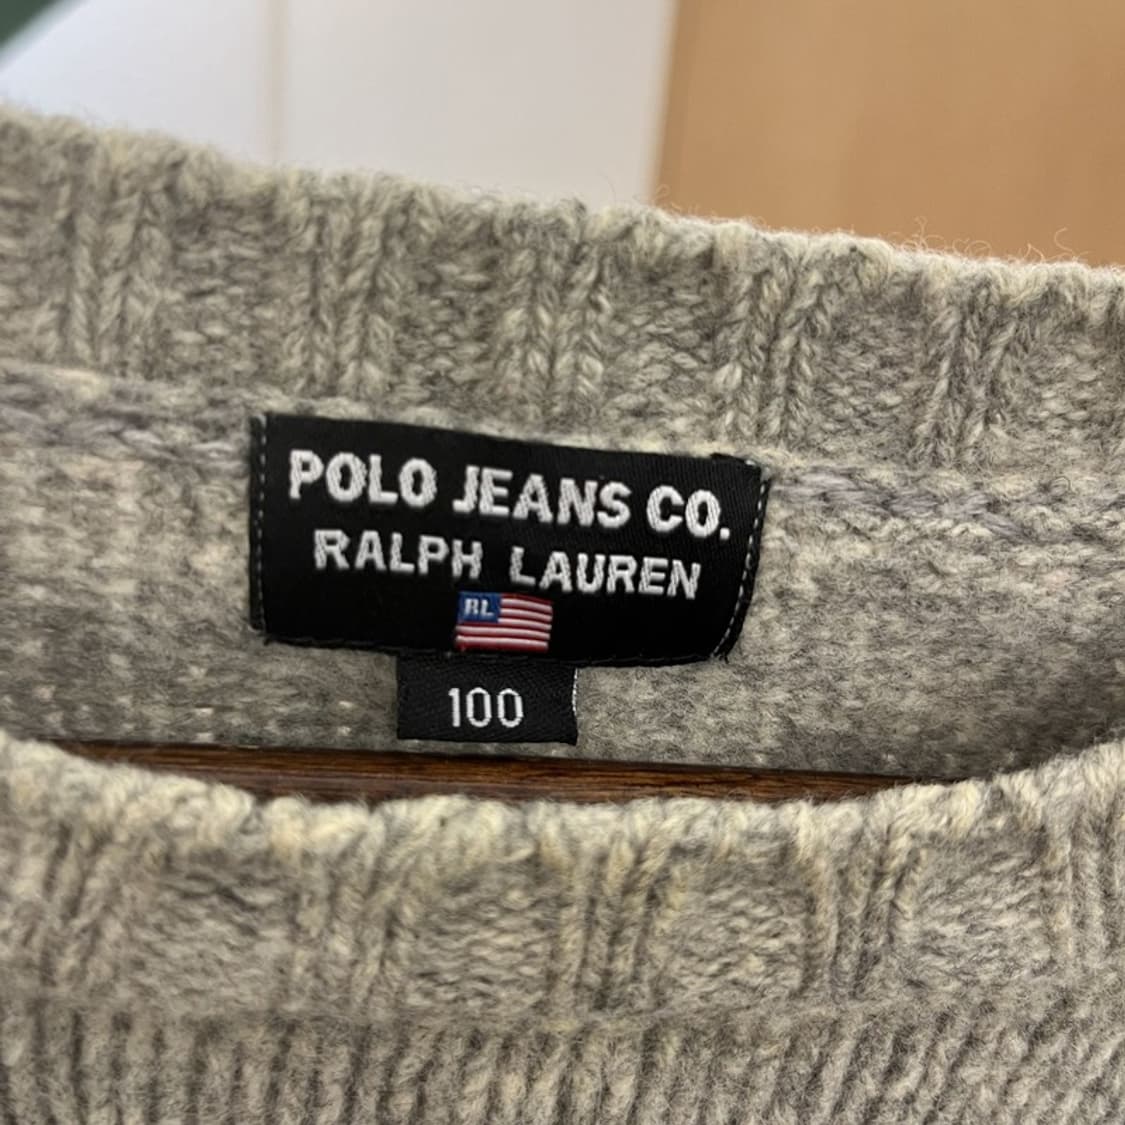 POLO JEANS CO.
RALPH LAUREN
RL
100